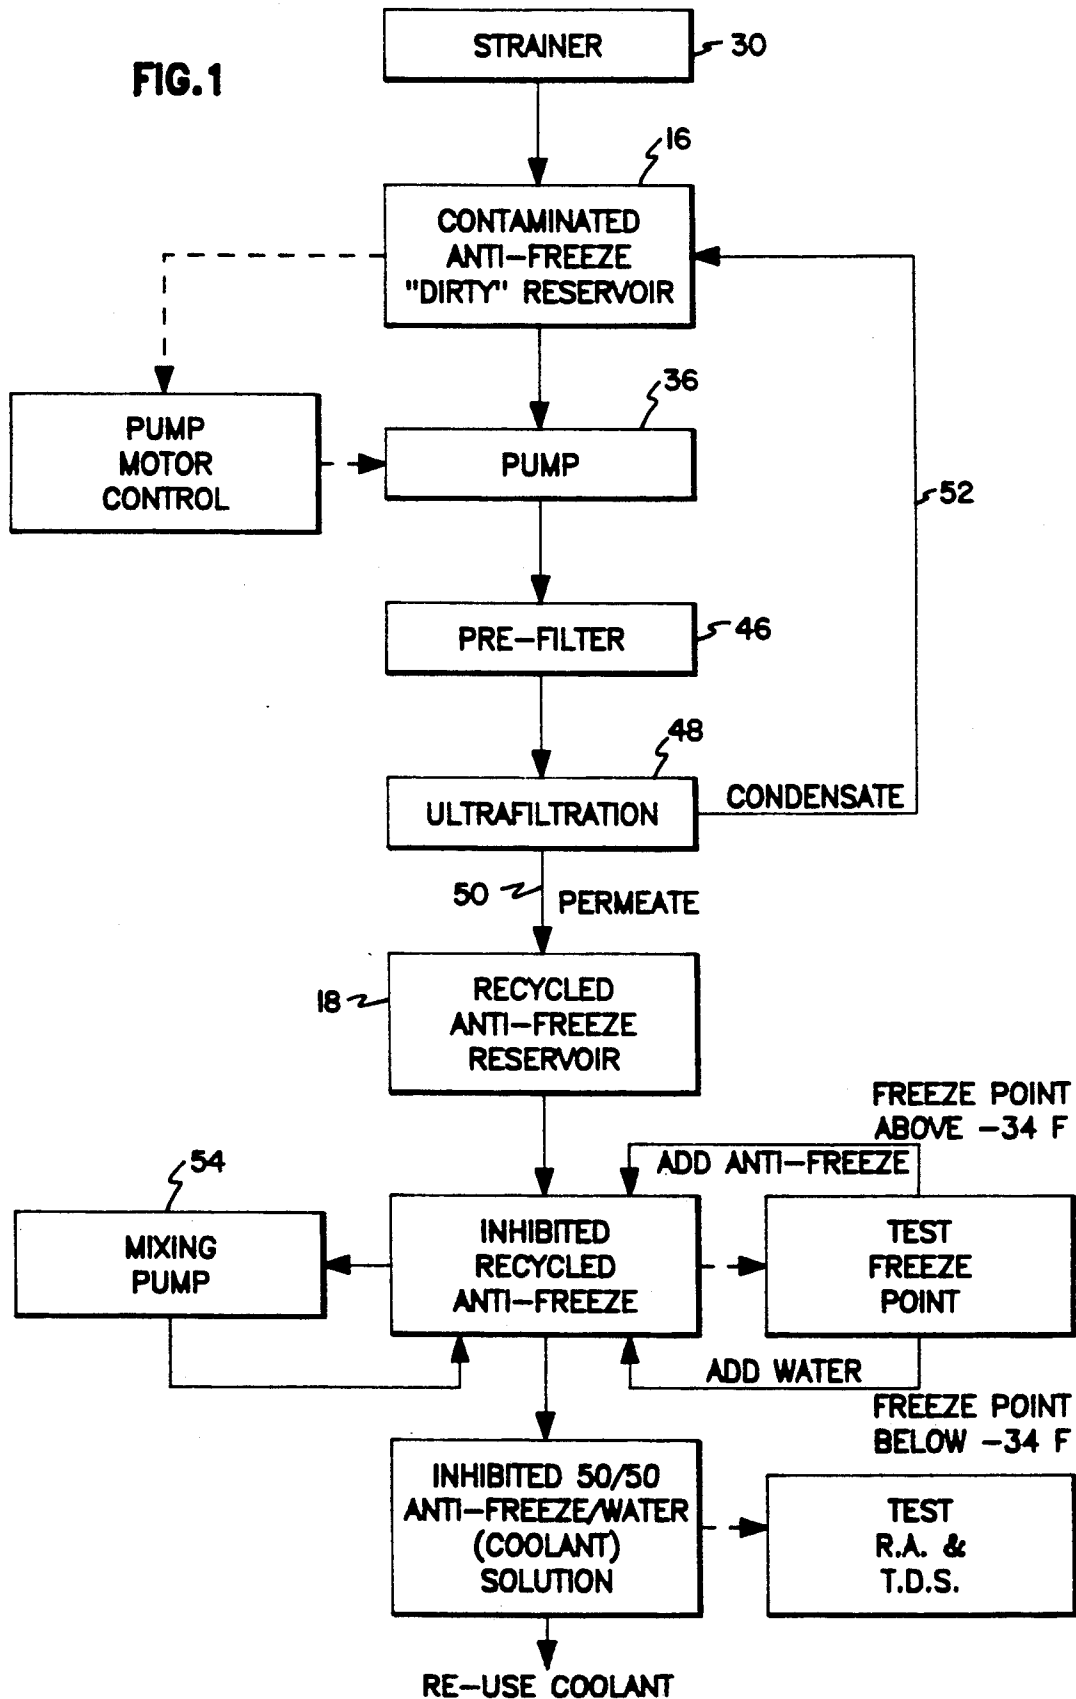 FIG.1
STRAINER
30
16
CONTAMINATED
ANTI-FREEZE
"DIRTY" RESERVOIR
36
PUMP
MOTOR
CONTROL
PUMP
52
PRE-FILTER
46
48
ULTRAFILTRATION
CONDENSATE
50
PERMEATE
18
RECYCLED
ANTI-FREEZE
RESERVOIR
FREEZE POINT
ABOVE -34 F
ADD ANTI-FREEZE
54
MIXING
PUMP
INHIBITED
RECYCLED
ANTI-FREEZE
TEST
FREEZE
POINT
ADD WATER
FREEZE POINT
BELOW -34 F
INHIBITED 50/50
ANTI-FREEZE/WATER
(COOLANT)
SOLUTION
TEST
R.A. &
T.D.S.
RE-USE COOLANT